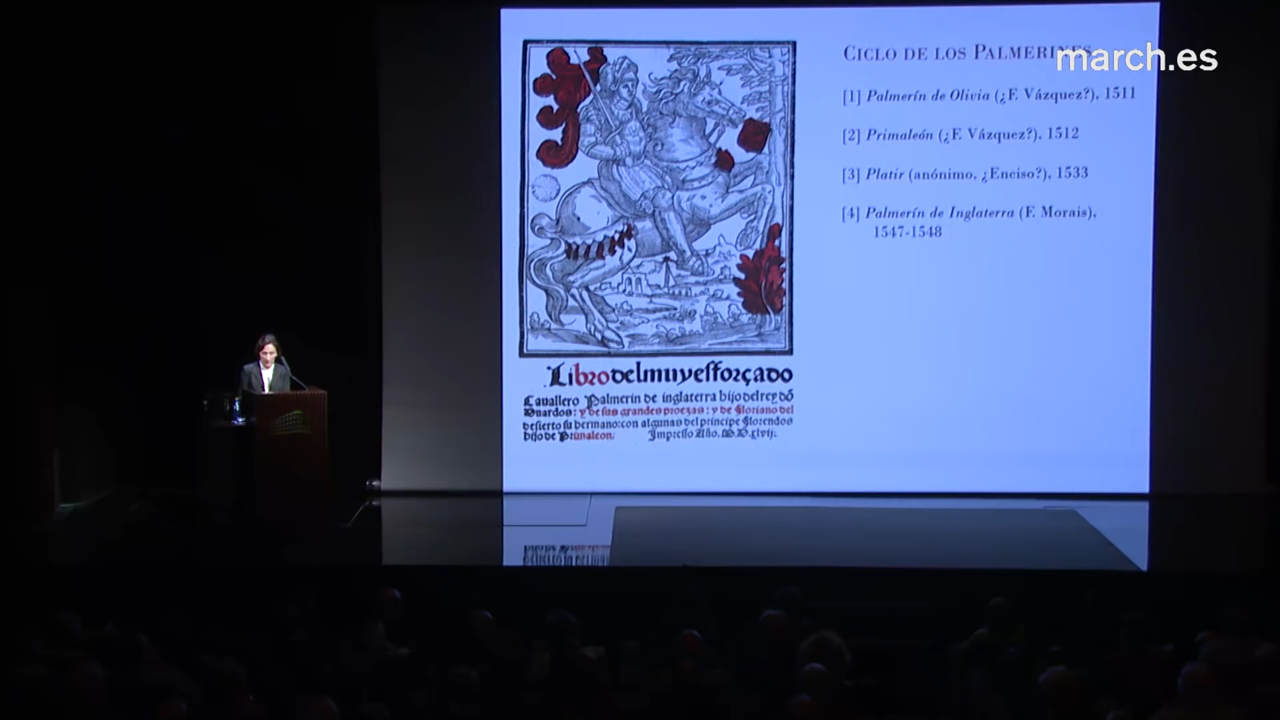 march.es
CICLO DE LOS PALMERINES
[1] Palmerín de Olivia (¿F. Vázquez?), 1511
[2] Primaleón (¿F. Vázquez?), 1512
[3] Platir (anónimo, ¿Enciso?), 1533
[4] Palmerín de Inglaterra (F. Morais),
1547-1548
Libro del muy esforçado
Cauallero Palmerin de inglaterra hijo del rey dõ
Duardos: y de sus grandes proezas: y de Floriano del
desierto su hermano: con algunas del principe Florendos
hijo de Primaleon. Impresso Año. M.D.xlvij.